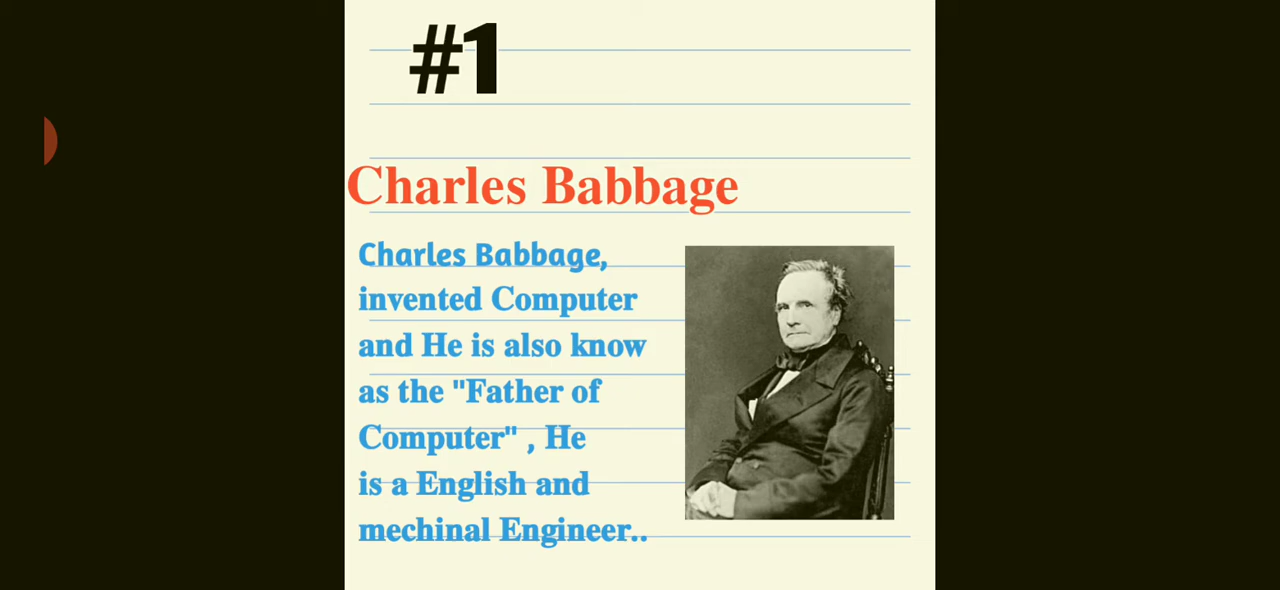 #1
Charles Babbage
Charles Babbage,
invented Computer
and He is also know
as the "Father of
Computer" , He
is a English and
mechinal Engineer..